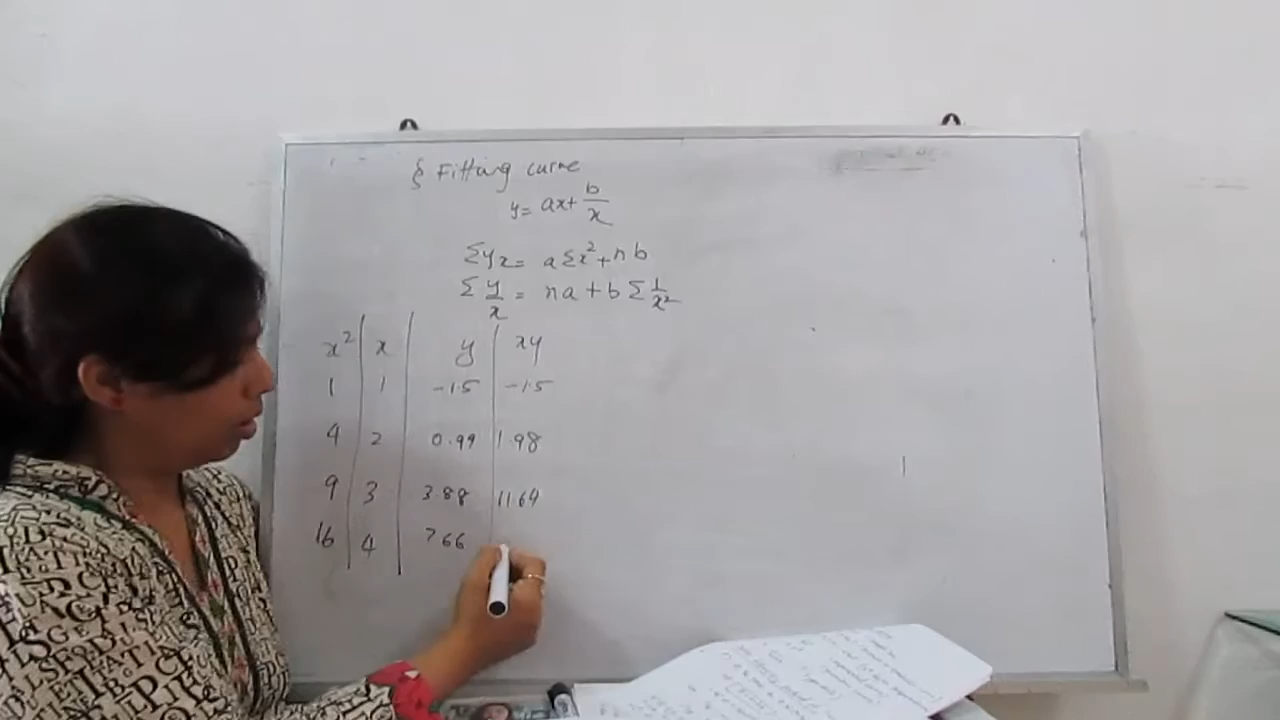 § Fitting curve
y= ax+ b/x
Σyx= aΣx²+nb
Σ y/x = na+bΣ 1/x²
x² x y xy
1 1 -1.5 -1.5
4 2 0.99 1.98
9 3 3.88 11.64
16 4 7.66